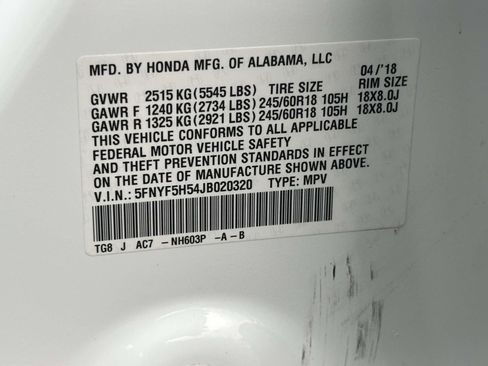 MFD. BY HONDA MFG. OF ALABAMA, LLC 04/'18
GVWR 2515 KG (5545 LBS) TIRE SIZE RIM SIZE
GAWR F 1240 KG (2734 LBS) 245/60R18 105H 18X8.0J
GAWR R 1325 KG (2921 LBS) 245/60R18 105H 18X8.0J
THIS VEHICLE CONFORMS TO ALL APPLICABLE
FEDERAL MOTOR VEHICLE SAFETY
AND THEFT PREVENTION STANDARDS IN EFFECT
ON THE DATE OF MANUFACTURE SHOWN ABOVE.
V.I.N.: 5FNYF5H54JB020320 TYPE: MPV
TG8 J AC7 -NH603P -A-B